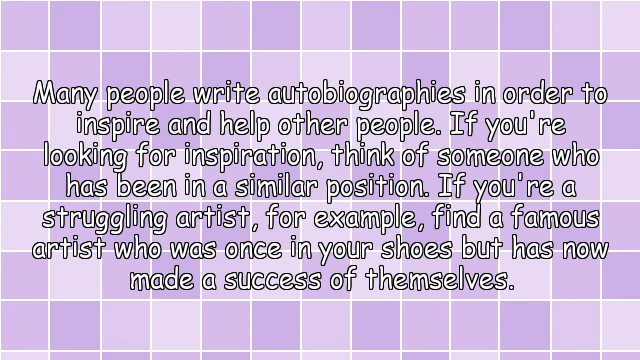 Many people write autobiographies in order to
inspire and help other people. If you're
looking for inspiration, think of someone who
has been in a similar position. If you're a
struggling artist, for example, find a famous
artist who was once in your shoes but has now
made a success of themselves.